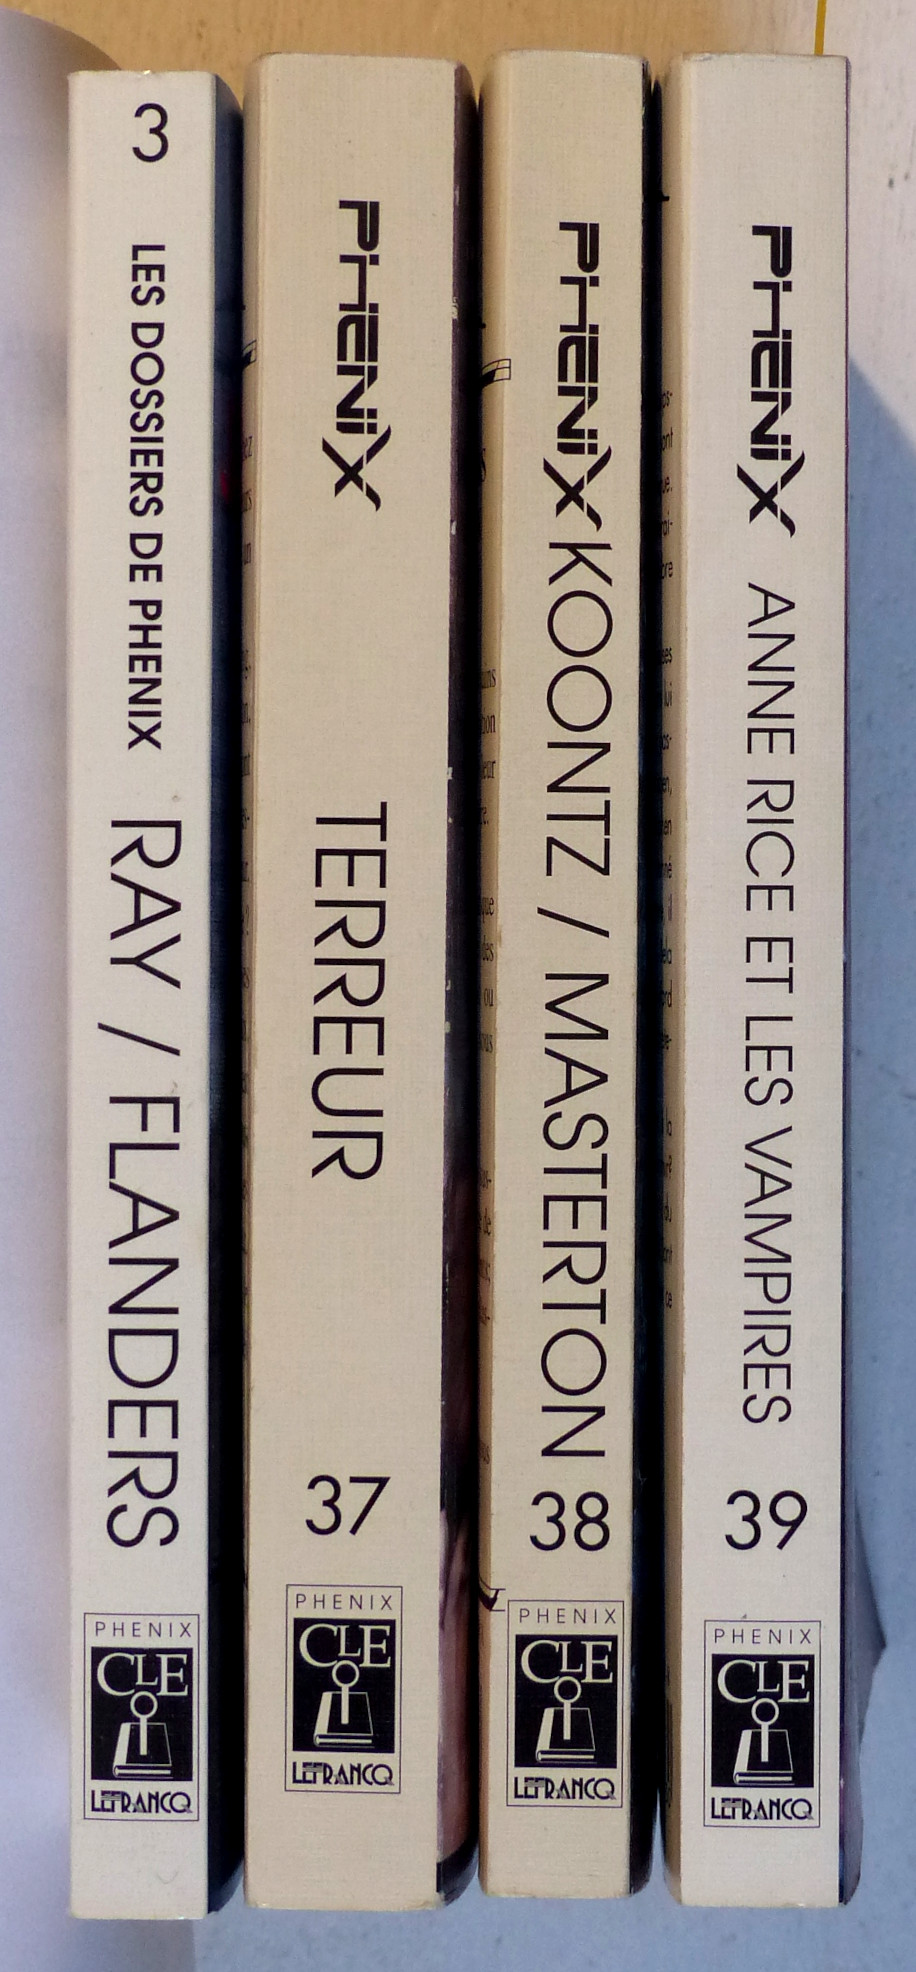 3
LES DOSSIERS DE PHENIX
RAY / FLANDERS
PHENIX
CLE
LEFRANCQ
PHENIX
TERREUR
37
PHENIX
CLE
LEFRANCQ
PHENIX
KOONTZ / MASTERTON
38
PHENIX
CLE
LEFRANCQ
PHENIX
ANNE RICE ET LES VAMPIRES
39
PHENIX
CLE
LEFRANCQ